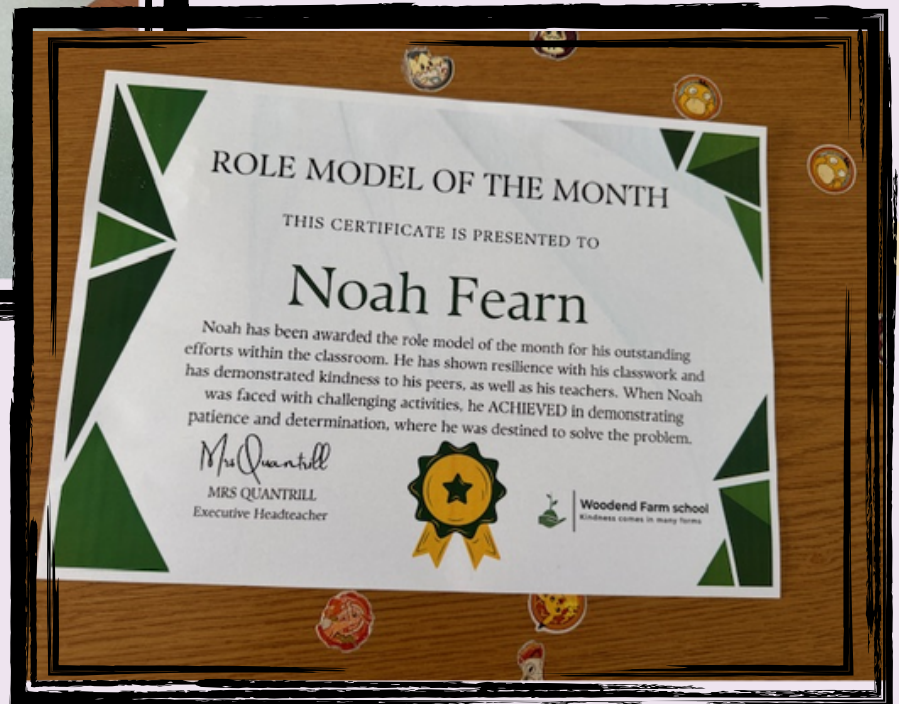 ROLE MODEL OF THE MONTH
THIS CERTIFICATE IS PRESENTED TO
Noah Fearn
Noah has been awarded the role model of the month for his outstanding
efforts within the classroom. He has shown resilience with his classwork and
has demonstrated kindness to his peers, as well as his teachers. When Noah
was faced with challenging activities, he ACHIEVED in demonstrating
patience and determination, where he was destined to solve the problem.
Mrs Quantrill
MRS QUANTRILL
Executive Headteacher
Woodend Farm school
Kindness comes in many forms